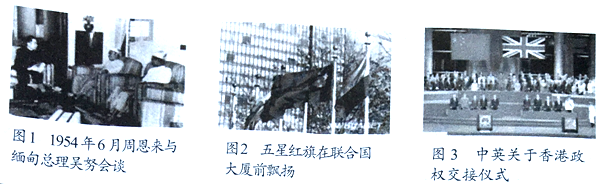 图1 1954年6月周恩来与
缅甸总理吴努会谈
图2 五星红旗在联合国
大厦前飘扬
图 3 中英关于香港政
权交接仪式